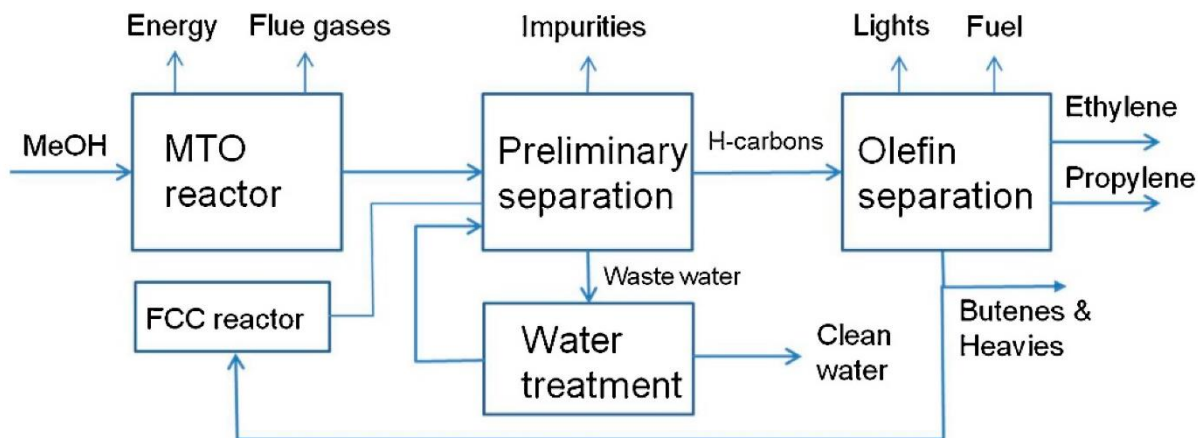 Energy
Flue gases
Impurities
Lights
Fuel
MeOH
MTO
reactor
Preliminary
separation
H-carbons
Olefin
separation
Ethylene
Propylene
Waste water
FCC reactor
Water
treatment
Clean
water
Butenes &
Heavies